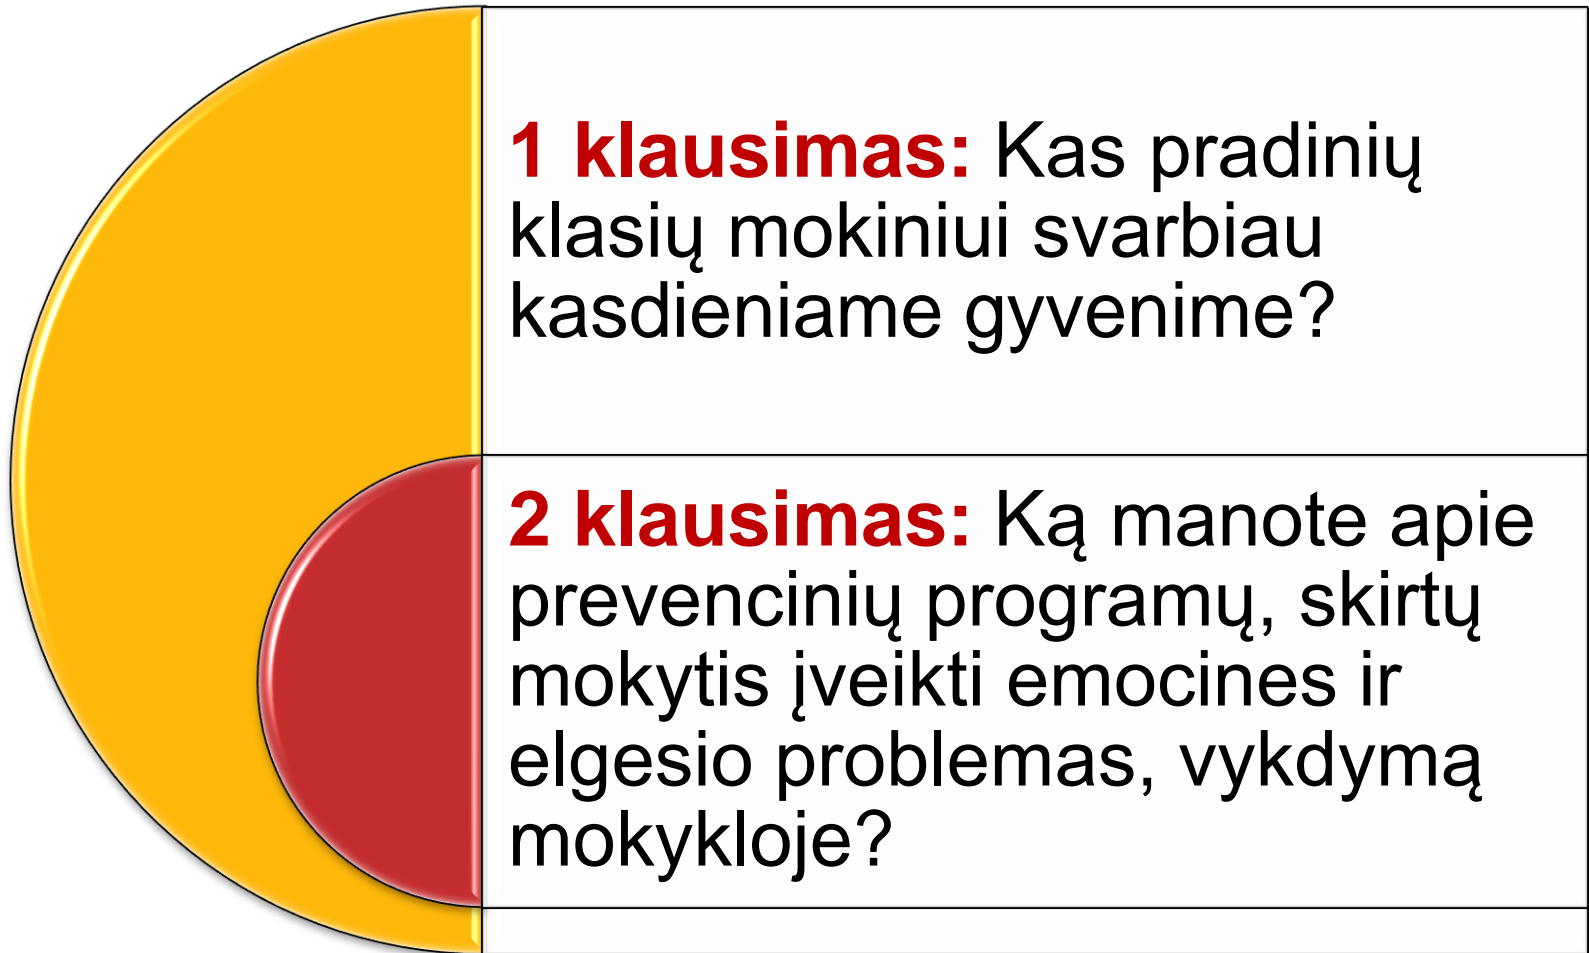 1 klausimas: Kas pradinių
klasių mokiniui svarbiau
kasdieniame gyvenime?
2 klausimas: Ką manote apie
prevencinių programų, skirtų
mokytis įveikti emocines ir
elgesio problemas, vykdymą
mokykloje?